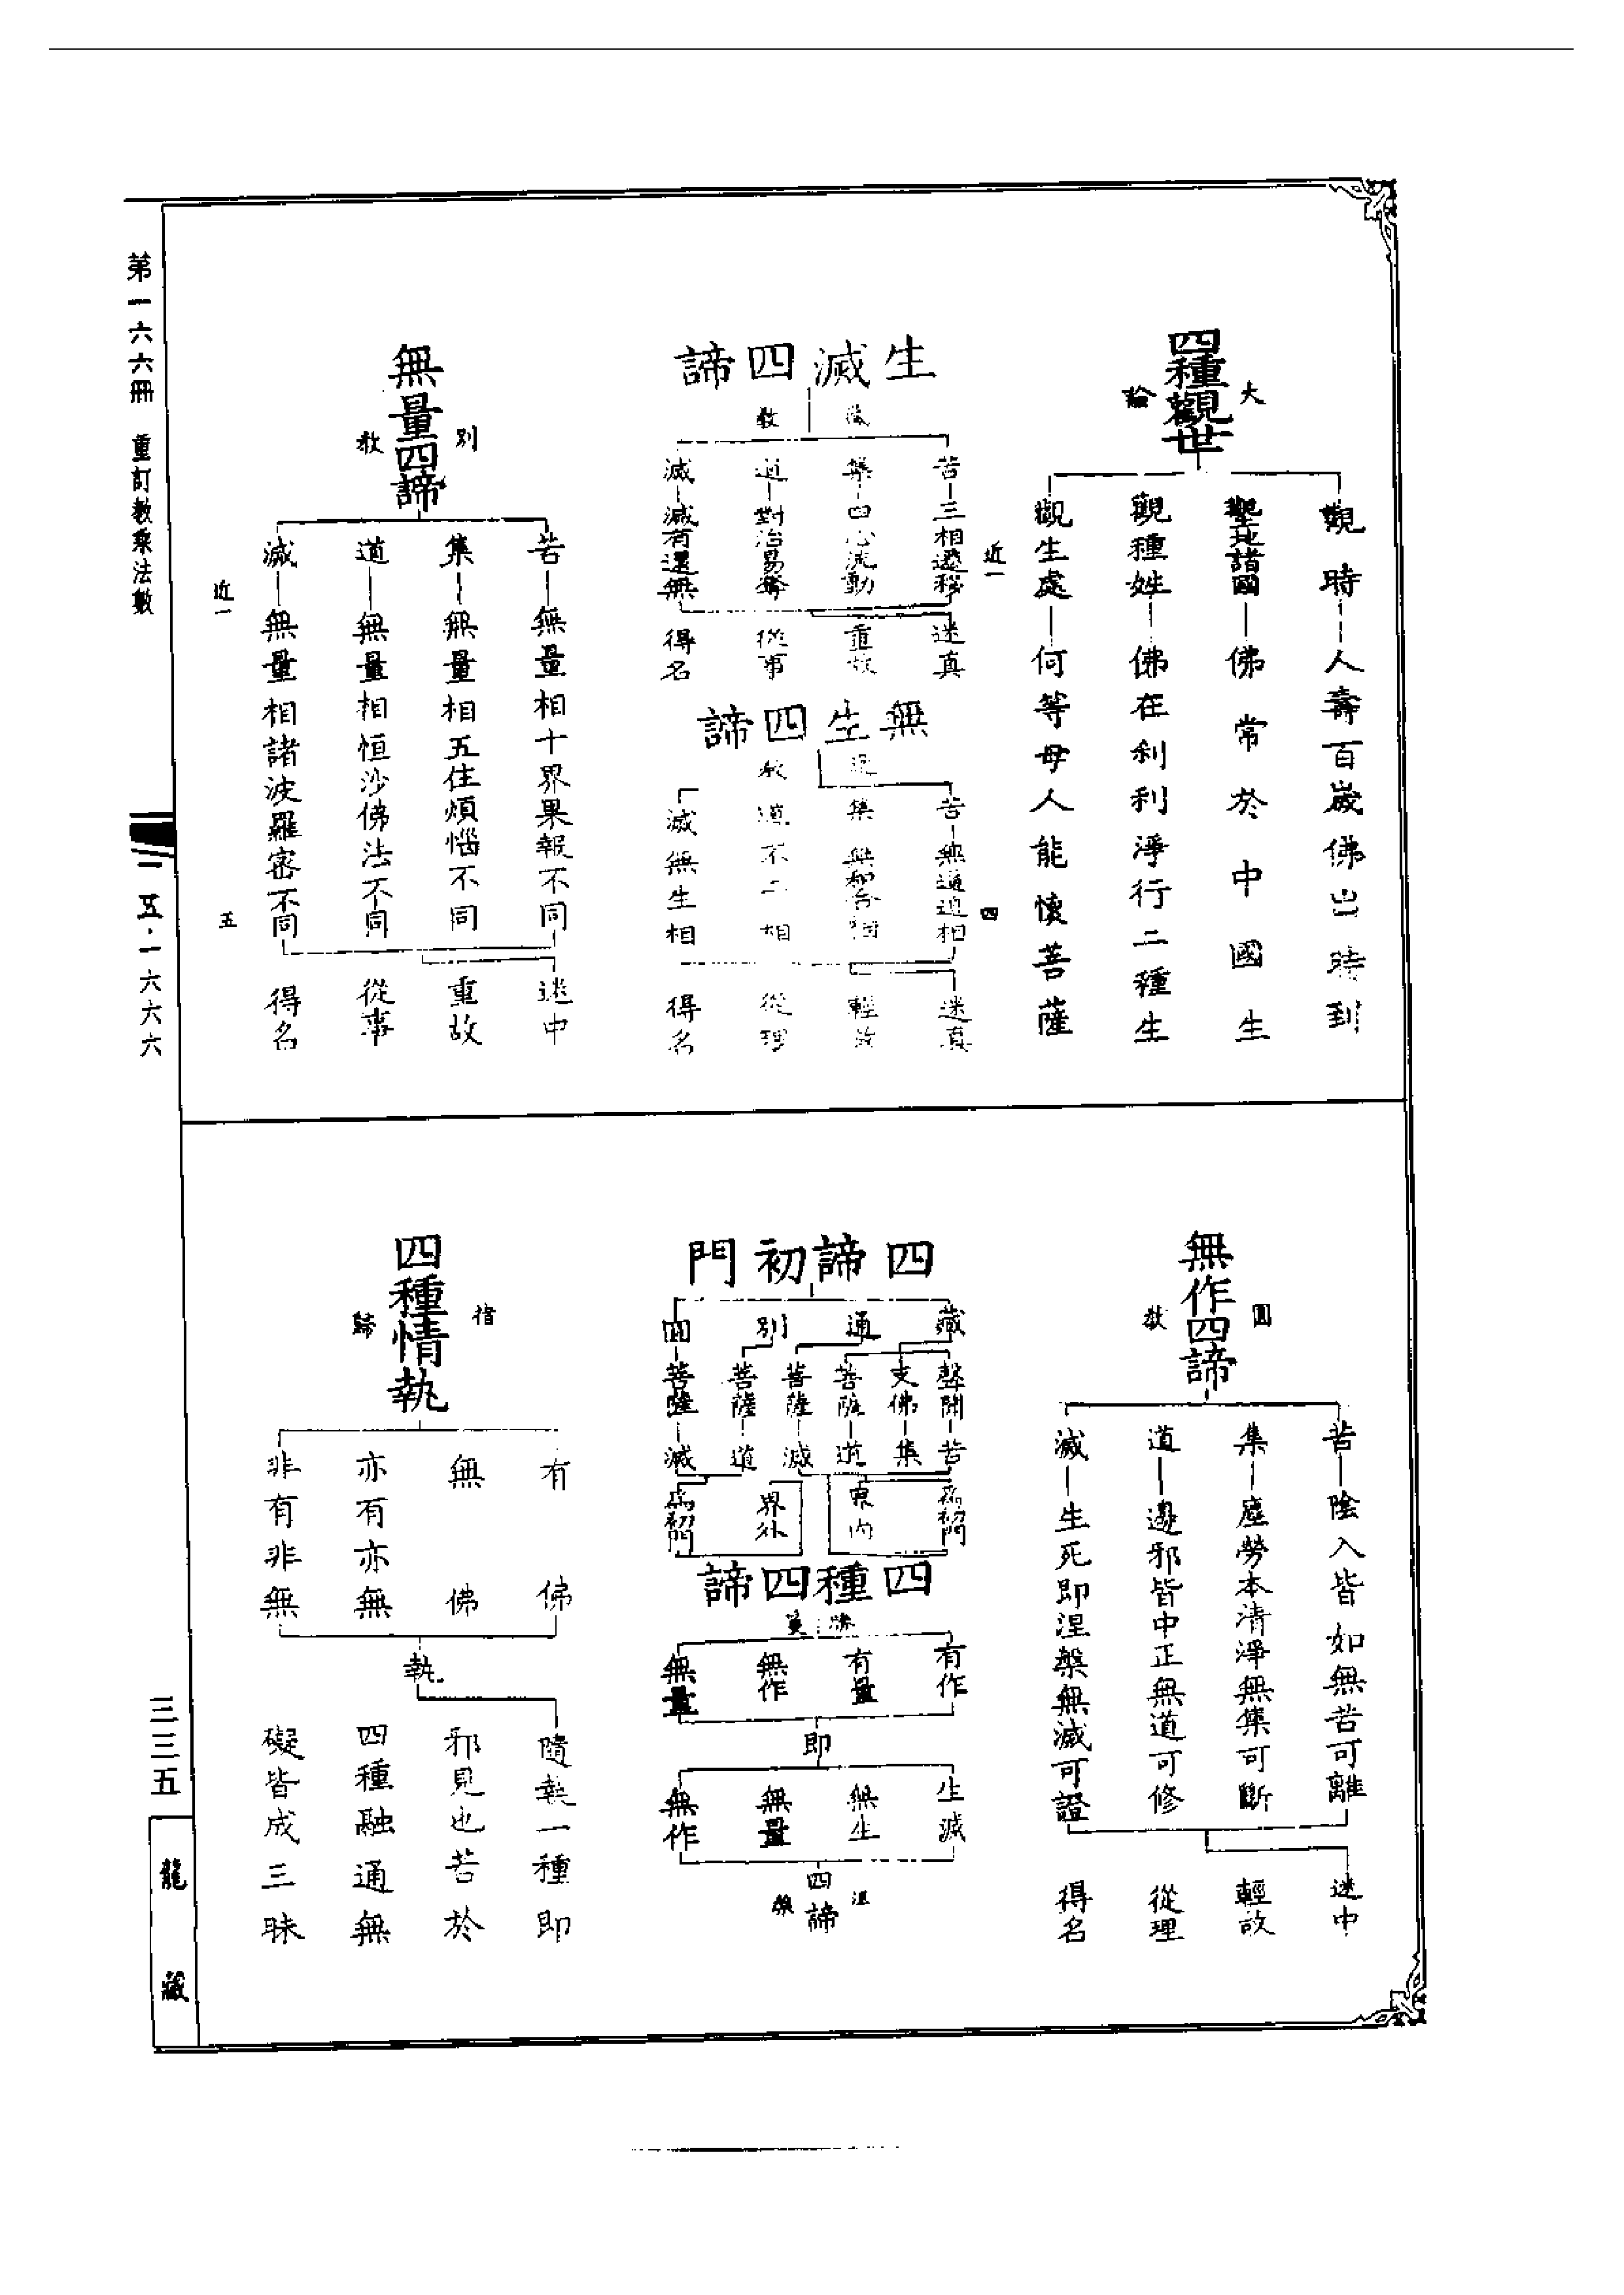 四種觀世
大論
觀時人壽百歲佛出時到
觀土地諸國佛常於中國生
觀種姓佛在刹利淨行二種生
觀生處何等母人能懷菩薩
近一
四
生滅四諦
藏教
苦三相遷移
集四心流動
道對治易奪
滅滅有還無
迷真
重故
從事
得名
無生四諦
通教
苦無逼迫相
集無和合相
道不二相
滅無生相
迷真
輕故
從理
得名
無量四諦
別教
苦無量相十界果報不同
集無量相五住煩惱不同
道無量相恒沙佛法不同
滅無量相諸波羅密不同
迷中
重故
從事
得名
近一
五
無作四諦
圓教
苦陰入皆如無苦可離
集塵勞本清淨無集可斷
道邊邪皆中正無道可修
滅生死即涅槃無滅可證
迷中
輕故
從理
得名
四諦初門
藏
通
別
圓
聲聞苦
支佛集
菩薩道
菩薩滅
菩薩道
菩薩滅
為初門
界內
界外
為初門
四種四諦
勝
有作
有量
無作
無量
即
生滅
無生
無量
無作
四諦
涅槃
四種情執
指歸
有佛
無佛
亦有亦無
非有非無
執
隨執一種即
邪見也若於
四種融通無
礙皆成三昧
第一六六冊 重訂教乘法數
一五·一六六六
三三五
龍藏